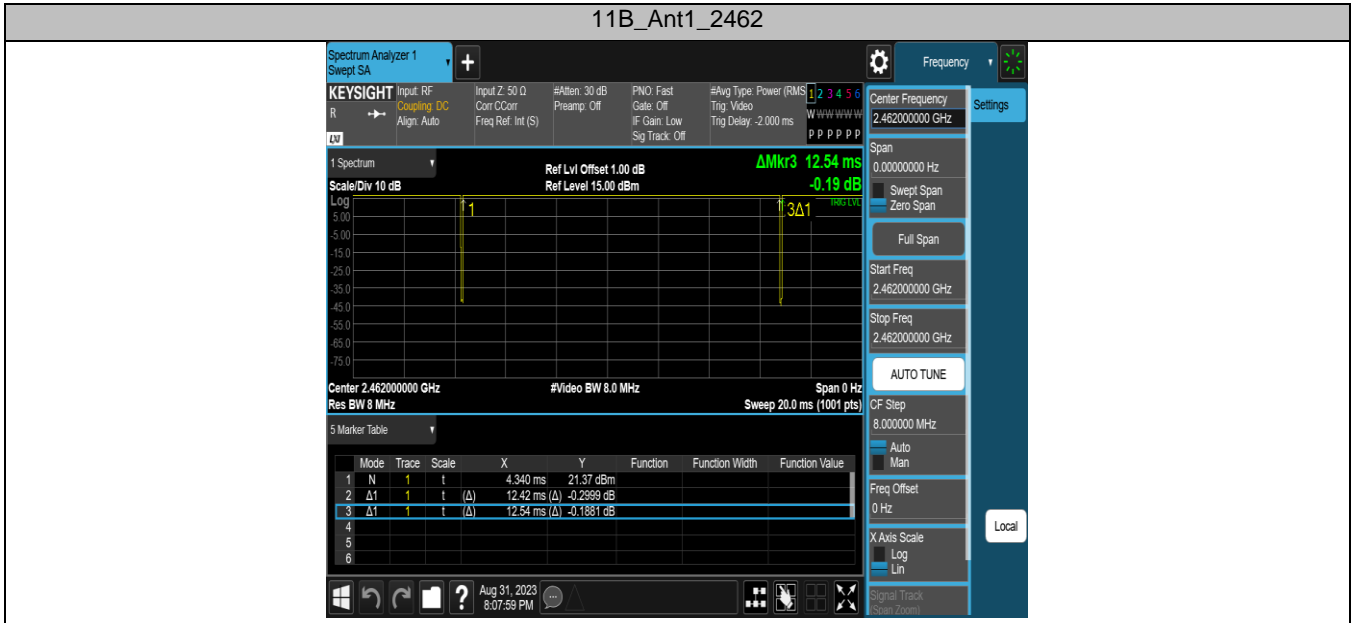 11B_Ant1_2462
Spectrum Analyzer 1
Swept SA
Frequency
KEYSIGHT
R
LXI
Input: RF
Coupling: DC
Align: Auto
Input Z: 50 Ω
Corr CCorr
Freq Ref: Int (S)
#Atten: 30 dB
Preamp: Off
PNO: Fast
Gate: Off
IF Gain: Low
Sig Track: Off
#Avg Type: Power (RMS
Trig: Video
Trig Delay: -2.000 ms
1 2 3 4 5 6
W W W W W W
P P P P P P
1 Spectrum
Scale/Div 10 dB
Ref Lvl Offset 1.00 dB
Ref Level 15.00 dBm
ΔMkr3 12.54 ms
-0.19 dB
Log
TRIG LVL
1
3Δ1
5.00
-5.00
-15.0
-25.0
-35.0
-45.0
-55.0
-65.0
-75.0
Center 2.462000000 GHz
#Video BW 8.0 MHz
Span 0 Hz
Res BW 8 MHz
Sweep 20.0 ms (1001 pts)
5 Marker Table
Mode Trace Scale X Y Function Function Width Function Value
1 N 1 t 4.340 ms 21.37 dBm
2 Δ1 1 t (Δ) 12.42 ms (Δ) -0.2999 dB
3 Δ1 1 t (Δ) 12.54 ms (Δ) -0.1881 dB
4
5
6
?
Aug 31, 2023
8:07:59 PM
Center Frequency
2.462000000 GHz
Settings
Span
0.00000000 Hz
Swept Span
Zero Span
Full Span
Start Freq
2.462000000 GHz
Stop Freq
2.462000000 GHz
AUTO TUNE
CF Step
8.000000 MHz
Auto
Man
Freq Offset
0 Hz
Local
X Axis Scale
Log
Lin
Signal Track
(Span Zoom)